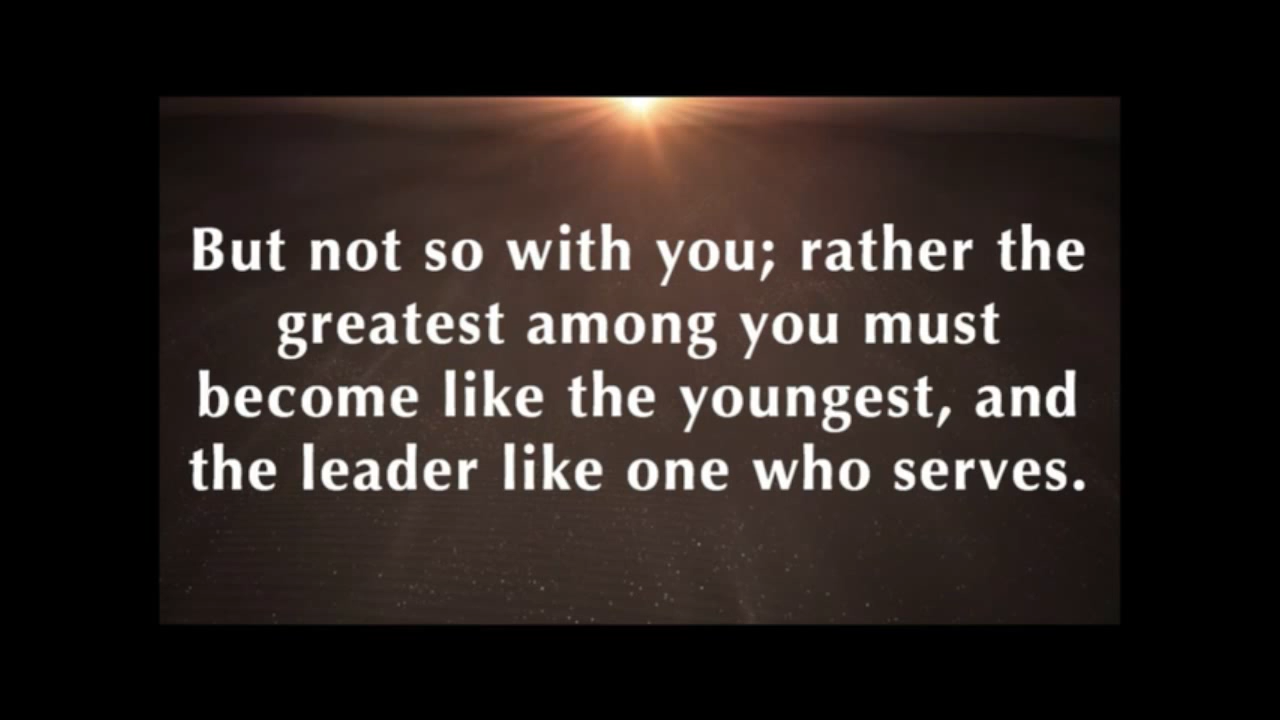 But not so with you; rather the
greatest among you must
become like the youngest, and
the leader like one who serves.